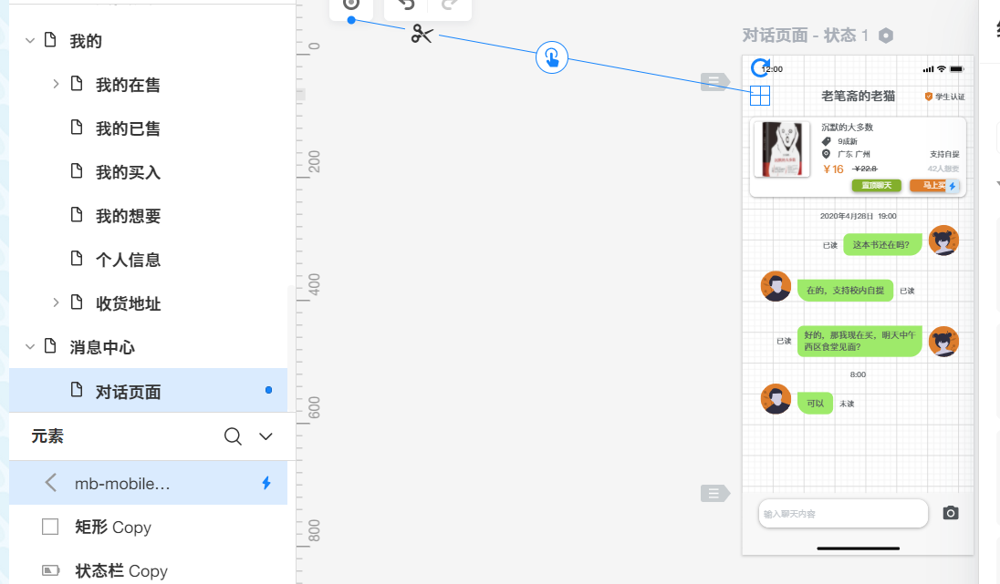 我的
我的在售
我的已售
我的买入
我的想要
个人信息
收货地址
消息中心
对话页面
元素
mb-mobile…
矩形 Copy
状态栏 Copy
0
200
400
600
800
对话页面 - 状态 1
12:00
老笔斋的老猫
学生认证
沉默的大多数
9成新
广东 广州
支持自提
¥16
¥22.8
42人想要
置顶聊天
马上买
2020年4月28日 19:00
已读
这本书还在吗?
在的，支持校内自提
已读
已读
好的，那我现在买，明天中午
西区食堂见面?
8:00
可以
未读
输入聊天内容